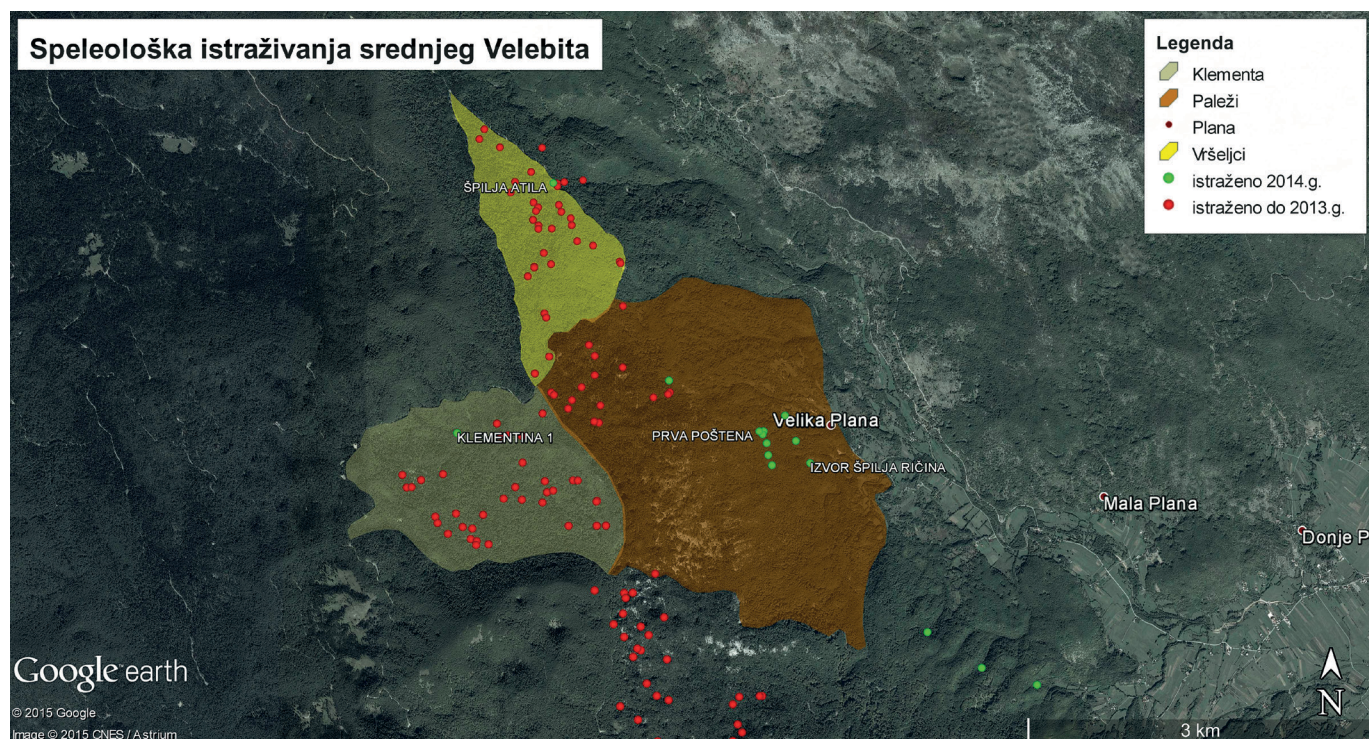 Speleološka istraživanja srednjeg Velebita
Legenda
Klementa
Paleži
Plana
Vršeljci
istraženo 2014.g.
istraženo do 2013.g.
ŠPILJA ATILA
Velika Plana
PRVA POŠTENA
KLEMENTINA 1
IZVOR ŠPILJA RIČINA
Mala Plana
Donje P
Google earth
© 2015 Google
Image © 2015 CNES / Astrium
N
3 km